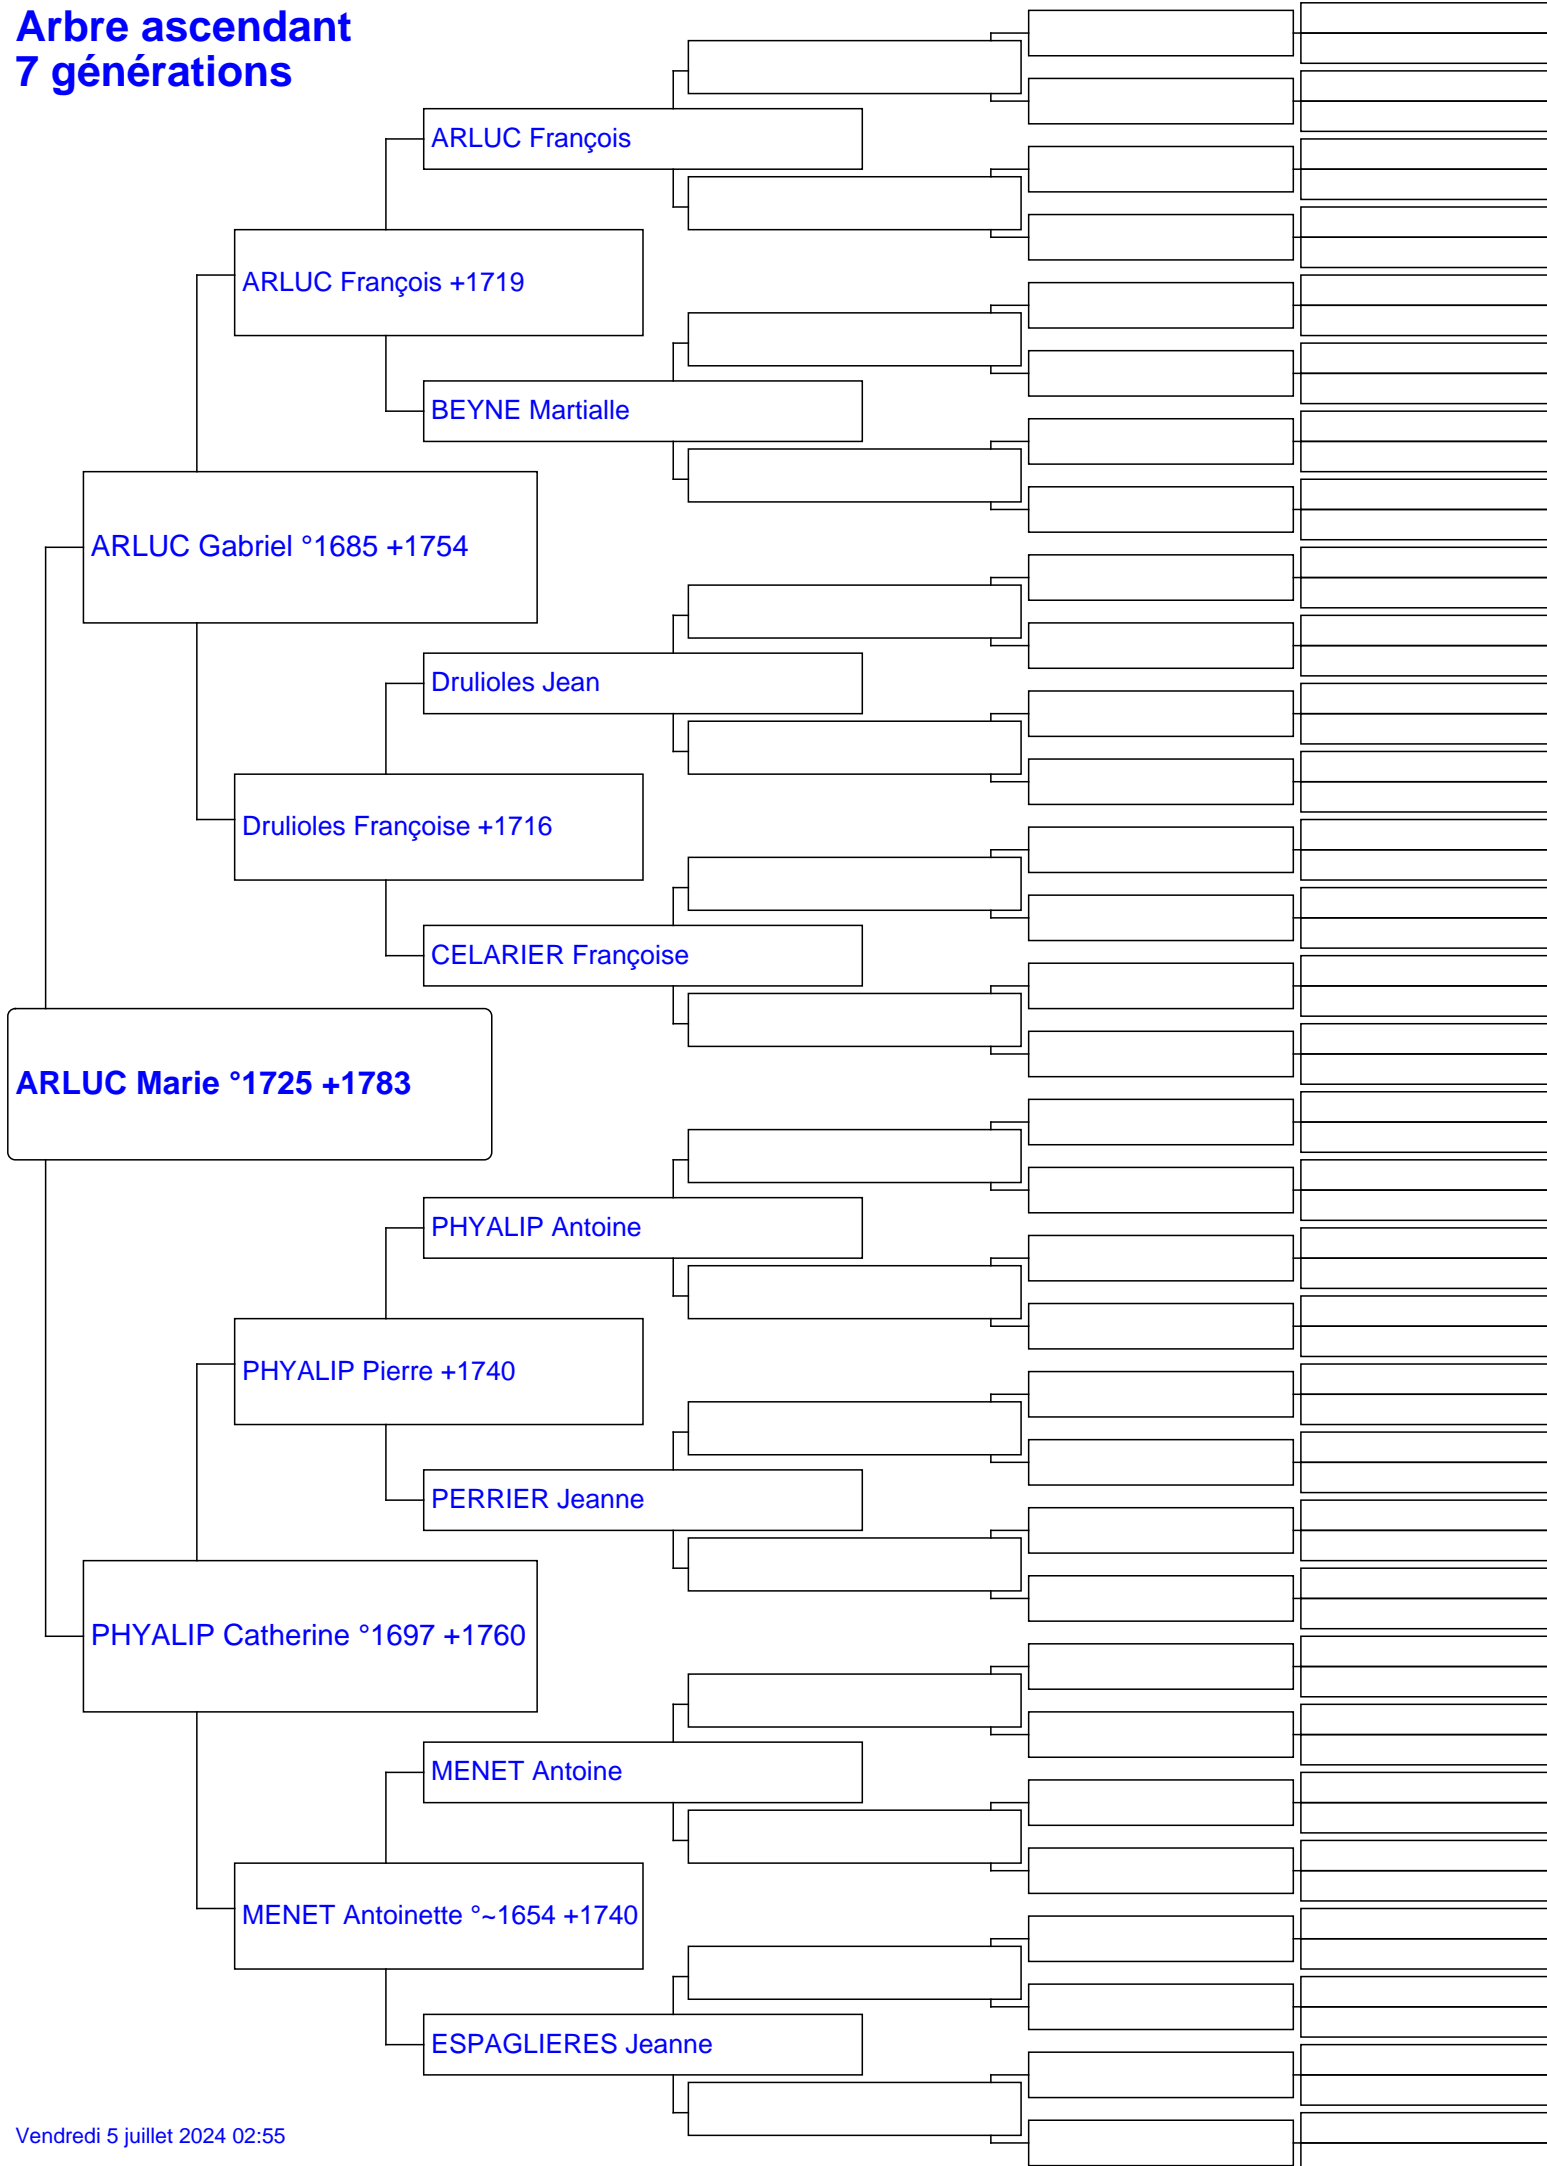 Arbre ascendant
7 générations
ARLUC François
ARLUC François +1719
BEYNE Martialle
ARLUC Gabriel °1685 +1754
Drulioles Jean
Drulioles Françoise +1716
CELARIER Françoise
ARLUC Marie °1725 +1783
PHYALIP Antoine
PHYALIP Pierre +1740
PERRIER Jeanne
PHYALIP Catherine °1697 +1760
MENET Antoine
MENET Antoinette °~1654 +1740
ESPAGLIERES Jeanne
Vendredi 5 juillet 2024 02:55